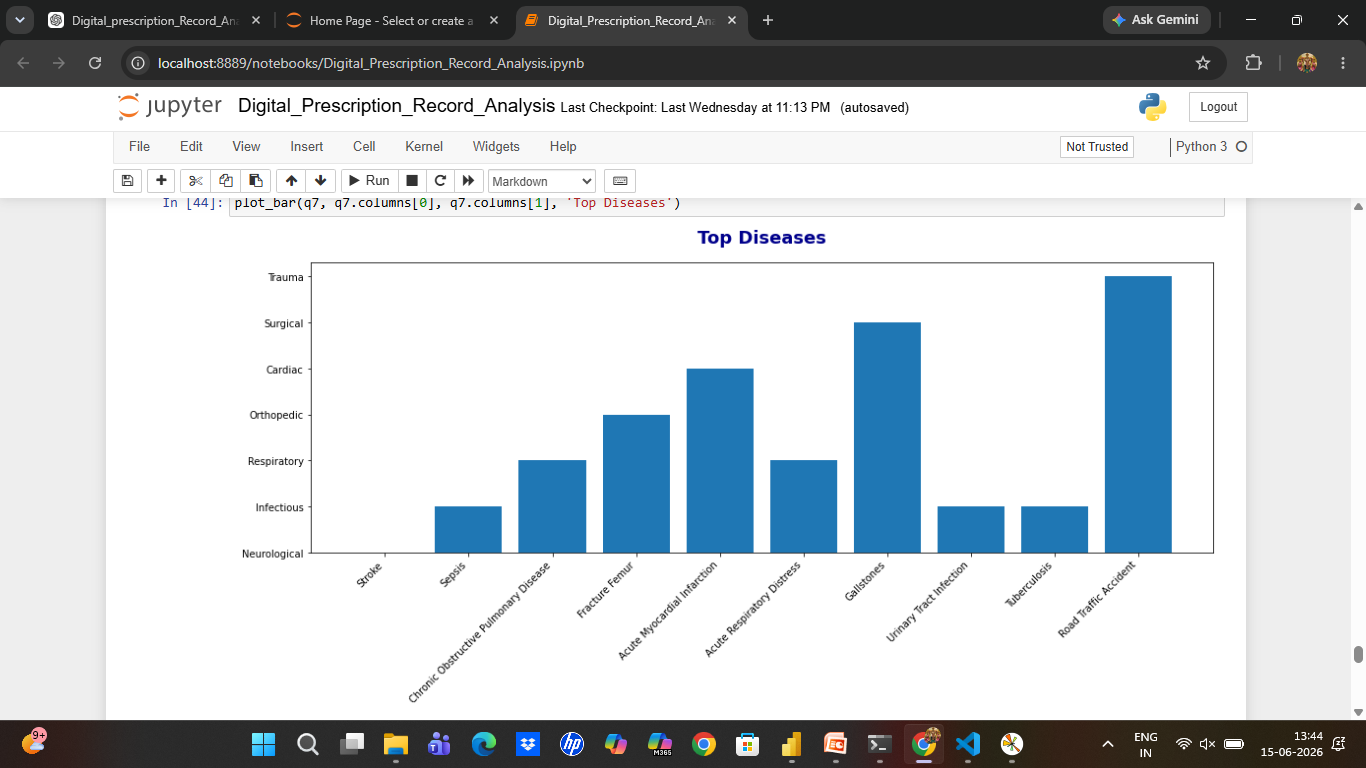 Digital_prescription_Record_An
Home Page - Select or create a
Digital_Prescription_Record_Ana
Ask Gemini
localhost:8889/notebooks/Digital_Prescription_Record_Analysis.ipynb
jupyter Digital_Prescription_Record_Analysis Last Checkpoint: Last Wednesday at 11:13 PM (autosaved)
Logout
File Edit View Insert Cell Kernel Widgets Help
Not Trusted
Python 3
Run
Markdown
In [44]: plot_bar(q7, q7.columns[0], q7.columns[1], 'Top Diseases')
Top Diseases
Trauma
Surgical
Cardiac
Orthopedic
Respiratory
Infectious
Neurological
Stroke
Sepsis
Chronic Obstructive Pulmonary Disease
Fracture Femur
Acute Myocardial Infarction
Acute Respiratory Distress
Gallstones
Urinary Tract Infection
Tuberculosis
Road Traffic Accident
9+
M365
ENG
IN
13:44
15-06-2026